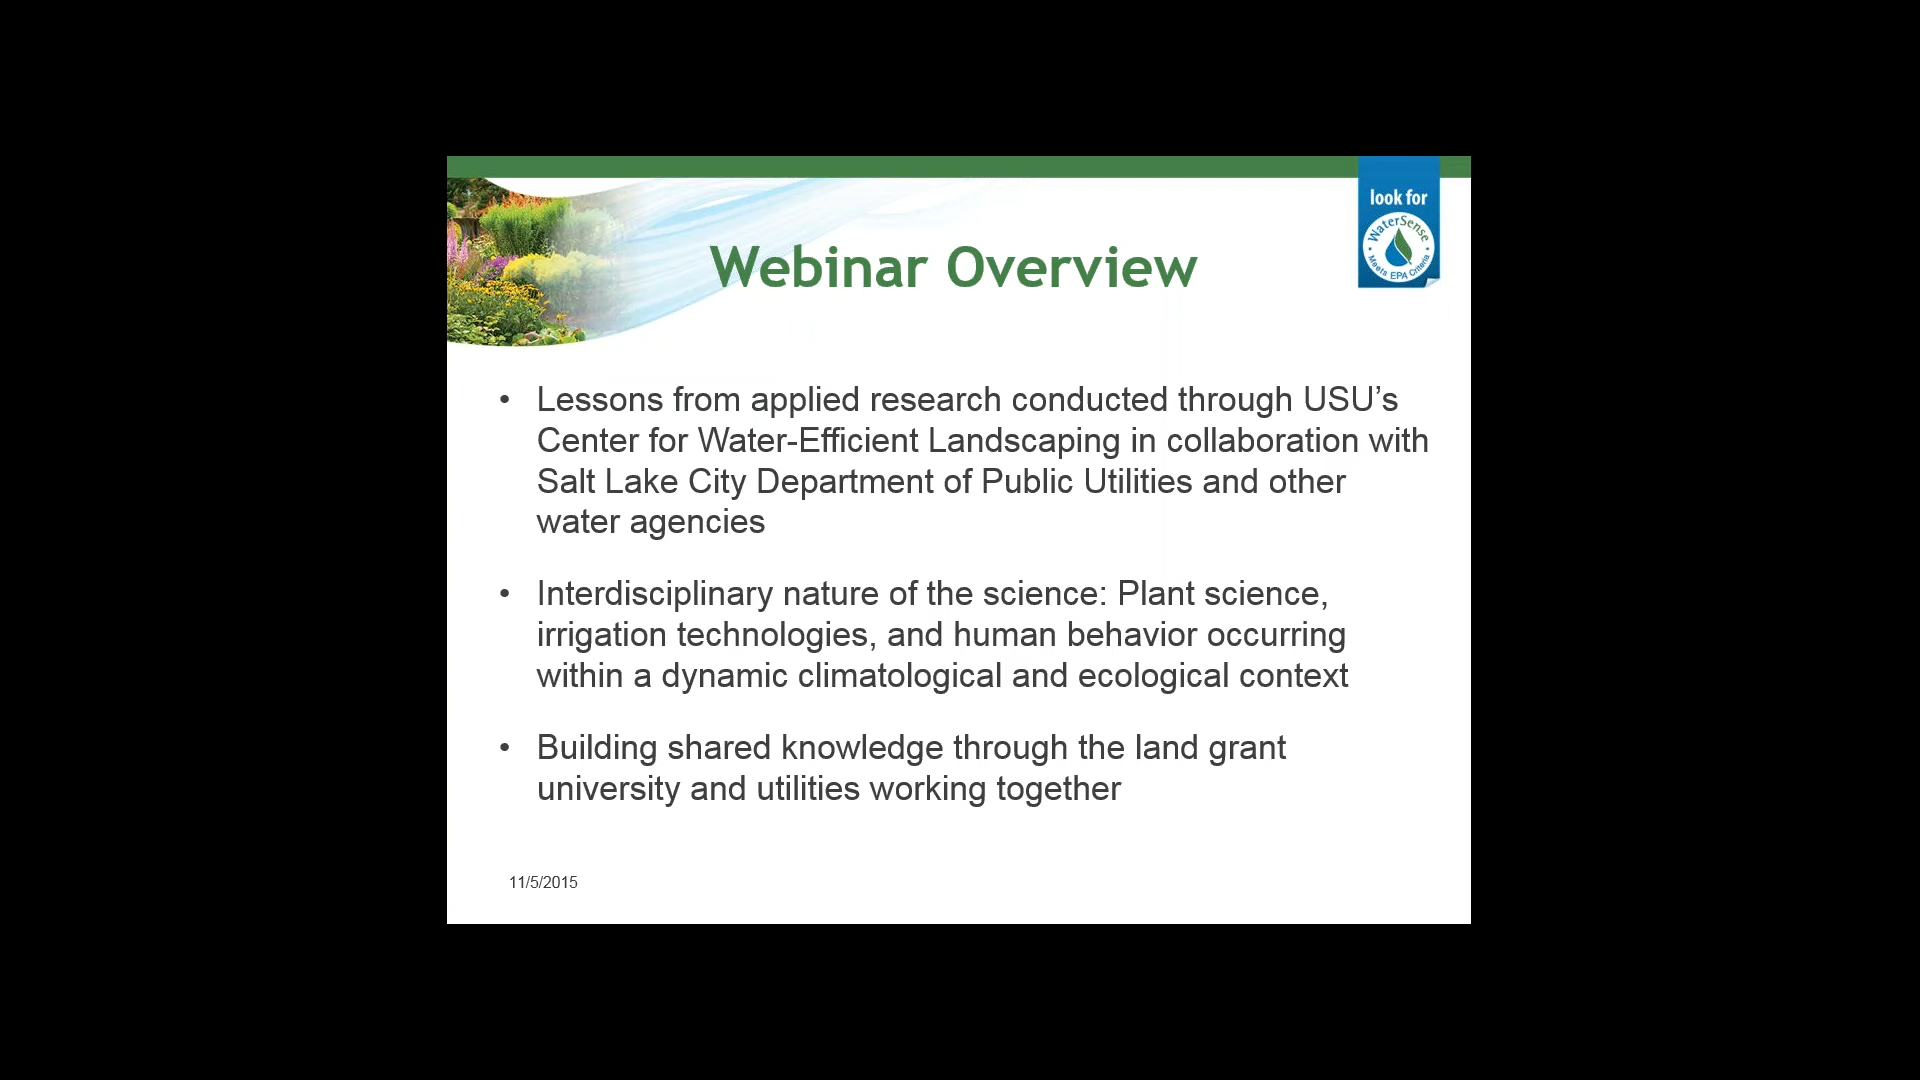 look for
WaterSense
Meets EPA Criteria
Webinar Overview
• Lessons from applied research conducted through USU’s
Center for Water-Efficient Landscaping in collaboration with
Salt Lake City Department of Public Utilities and other
water agencies
• Interdisciplinary nature of the science: Plant science,
irrigation technologies, and human behavior occurring
within a dynamic climatological and ecological context
• Building shared knowledge through the land grant
university and utilities working together
11/5/2015